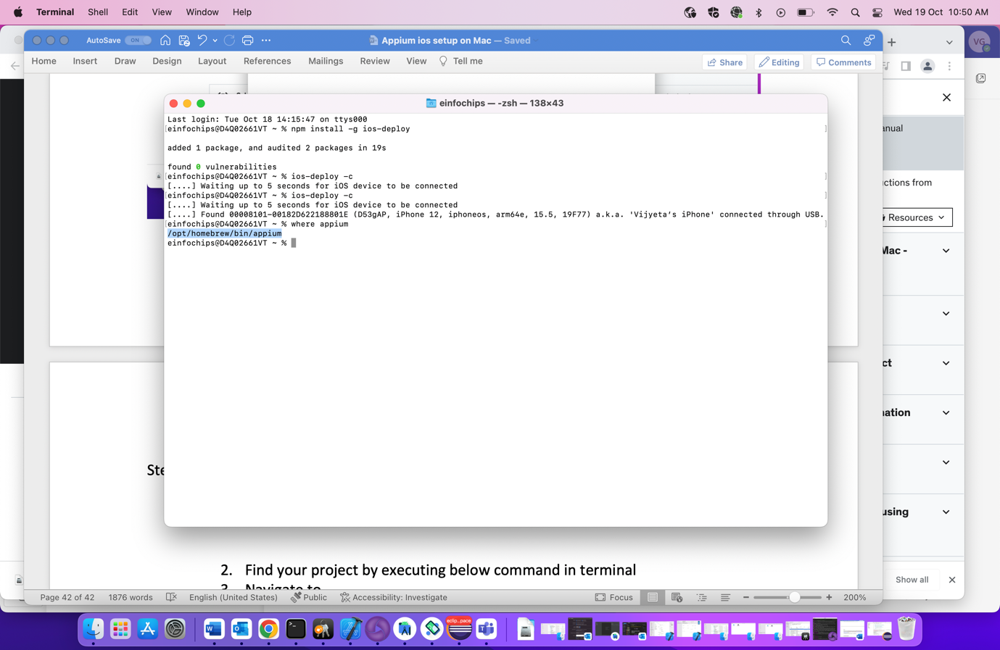 Terminal Shell Edit View Window Help
Wed 19 Oct 10:50 AM
AutoSave ON
Appium ios setup on Mac — Saved
VG
Home Insert Draw Design Layout References Mailings Review View Tell me
Share Editing Comments
einfochips — -zsh — 138×43
Last login: Tue Oct 18 14:15:47 on ttys000
[einfochips@D4Q02661VT ~ % npm install -g ios-deploy ]
added 1 package, and audited 2 packages in 19s
found 0 vulnerabilities
[einfochips@D4Q02661VT ~ % ios-deploy -c ]
[....] Waiting up to 5 seconds for iOS device to be connected
[einfochips@D4Q02661VT ~ % ios-deploy -c ]
[....] Waiting up to 5 seconds for iOS device to be connected
[....] Found 00008101-00182D622188801E (D53gAP, iPhone 12, iphoneos, arm64e, 15.5, 19F77) a.k.a. 'Vijyeta’s iPhone' connected through USB.
[einfochips@D4Q02661VT ~ % where appium ]
/opt/homebrew/bin/appium
einfochips@D4Q02661VT ~ %
anual
ctions from
Resources
Mac -
ct
ation
using
Show all
Ste
2. Find your project by executing below command in terminal
3. Navigate to
Page 42 of 42 1876 words English (United States) Public Accessibility: Investigate Focus 200%
eclip...pace